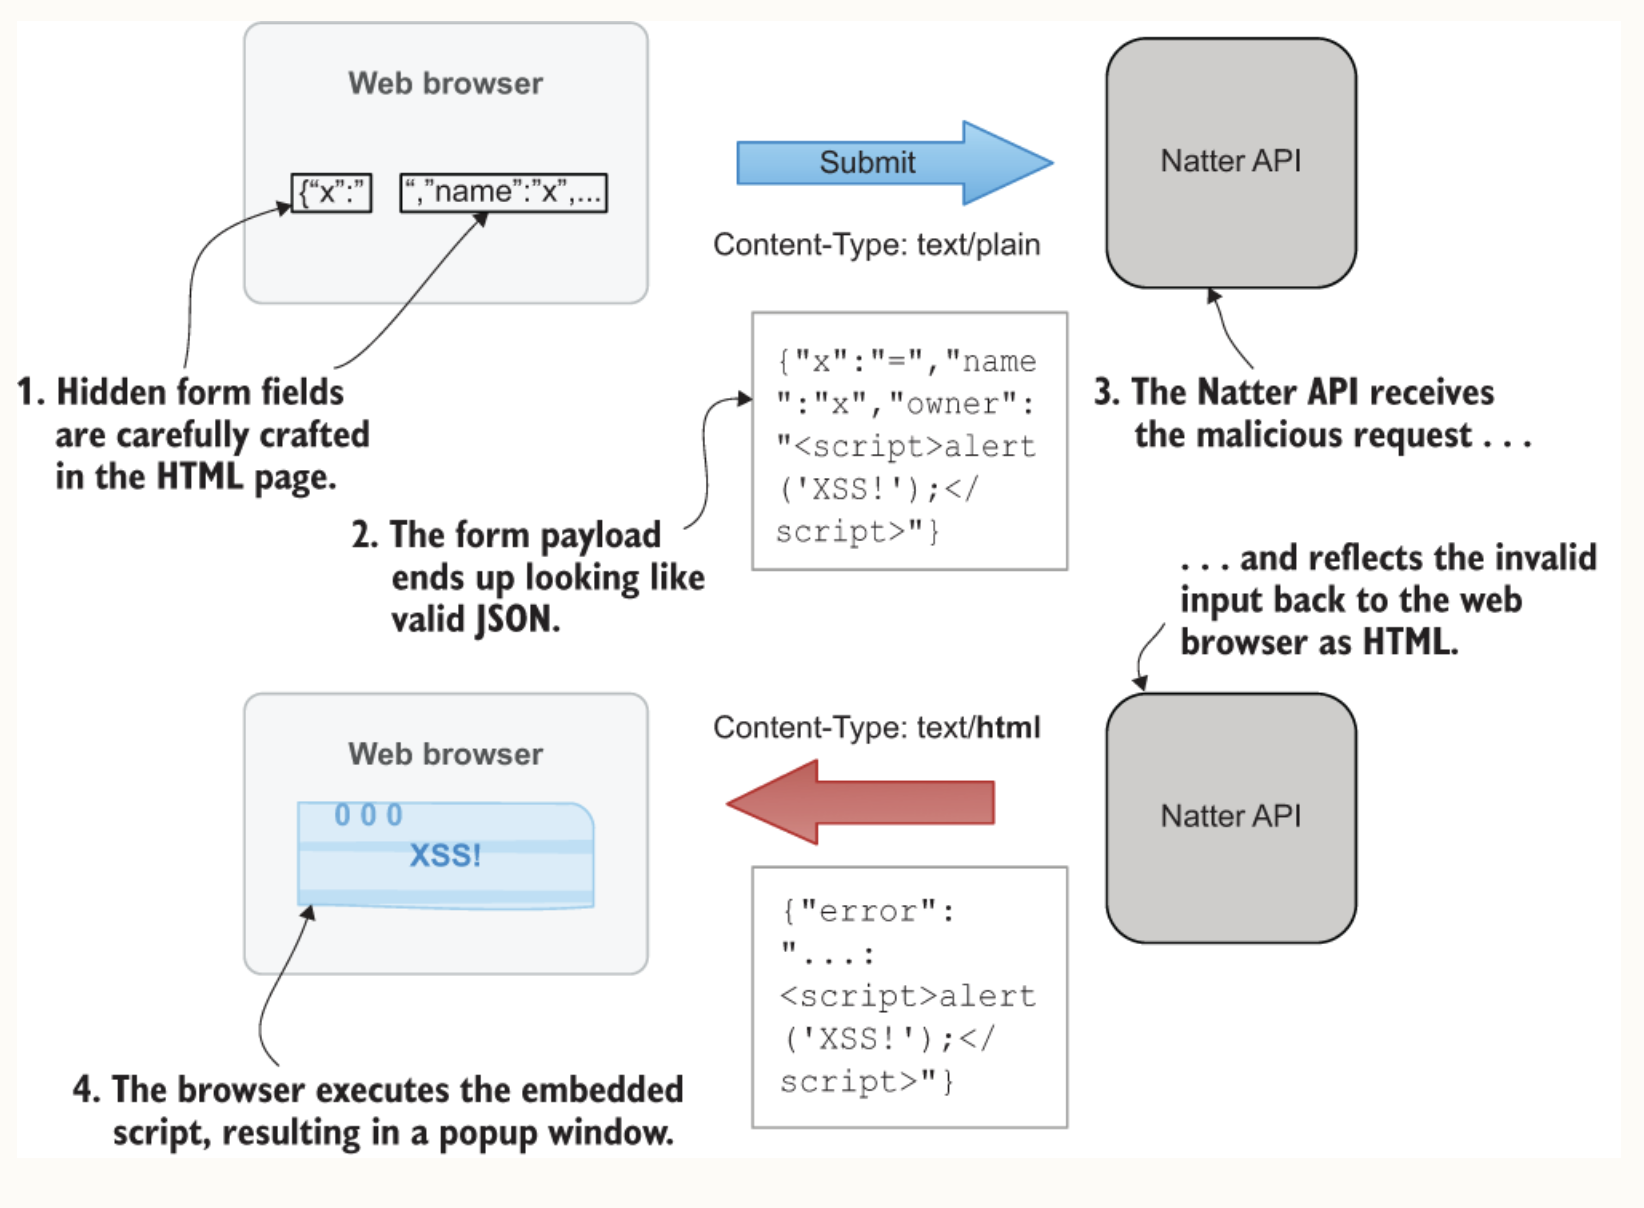 Web browser
{“x”:”
“,”name”:”x”,...
Submit
Content-Type: text/plain
Natter API
1. Hidden form fields
are carefully crafted
in the HTML page.
{"x":"=","name
":"x","owner":
"<script>alert
('XSS!');</
script>"}
2. The form payload
ends up looking like
valid JSON.
3. The Natter API receives
the malicious request . . .
. . . and reflects the invalid
input back to the web
browser as HTML.
Natter API
Content-Type: text/html
{"error":
"...:
<script>alert
('XSS!');</
script>"}
Web browser
0 0 0
XSS!
4. The browser executes the embedded
script, resulting in a popup window.